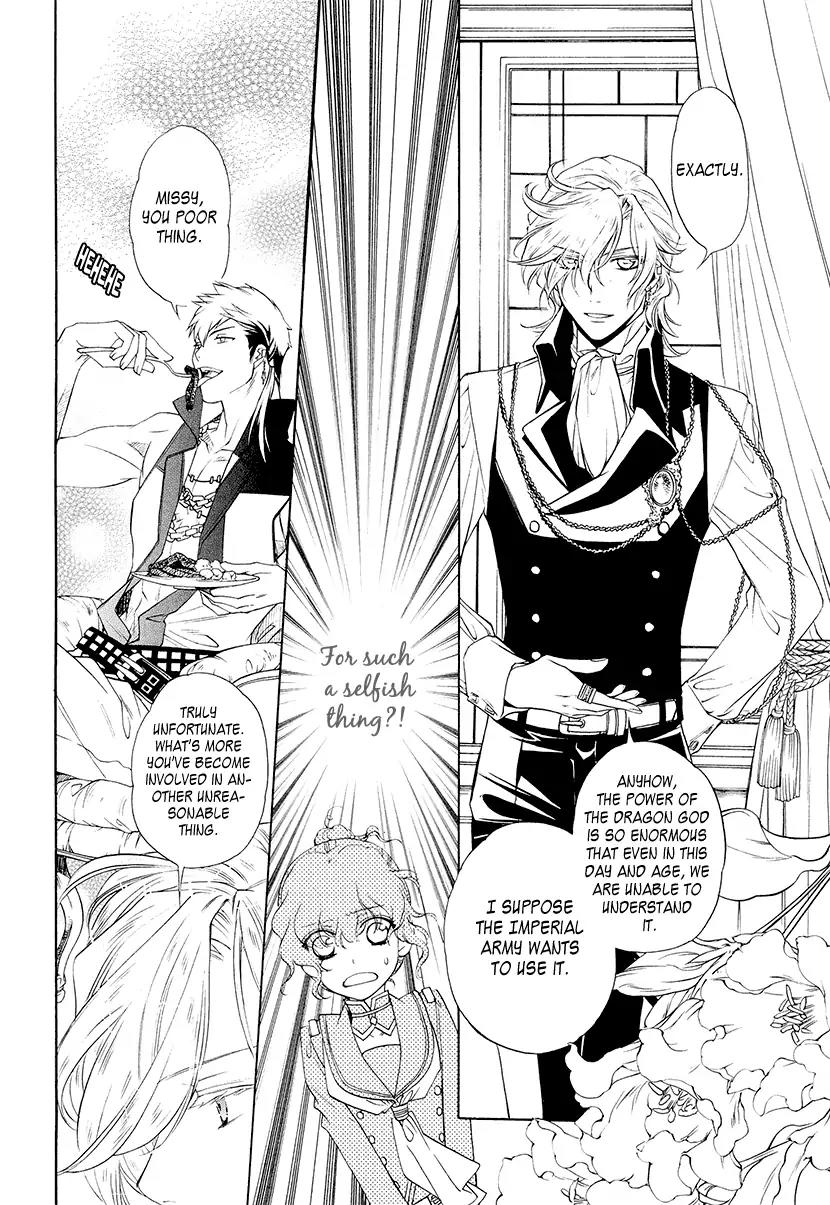 EXACTLY.
ANYHOW,
THE POWER OF
THE DRAGON GOD
IS SO ENORMOUS
THAT EVEN IN THIS
DAY AND AGE, WE
ARE UNABLE TO
UNDERSTAND
IT.
I SUPPOSE
THE IMPERIAL
ARMY WANTS
TO USE IT.
For such
a selfish
thing?!
MISSY,
YOU POOR
THING.
HEHEHE
TRULY
UNFORTUNATE.
WHAT'S MORE
YOU'VE BECOME
INVOLVED IN AN-
OTHER UNREA-
SONABLE
THING.